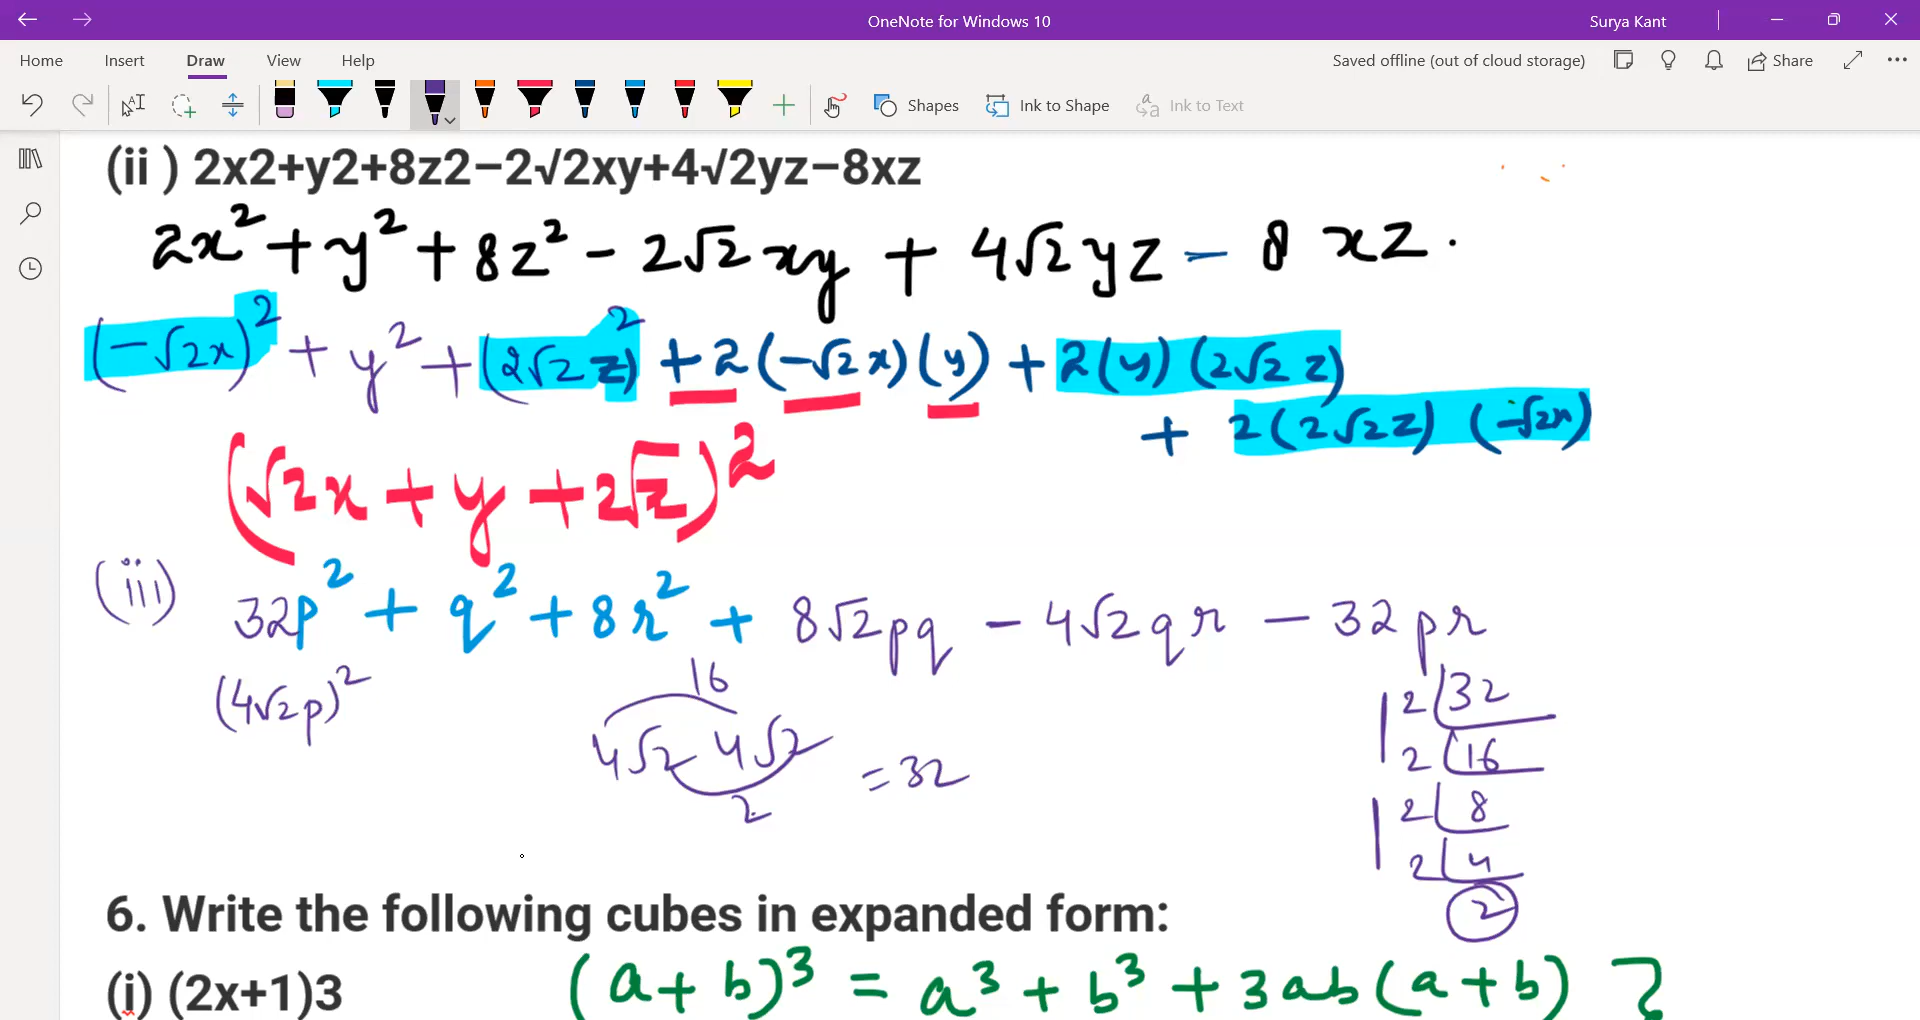 OneNote for Windows 10
Surya Kant
Home Insert Draw View Help
Saved offline (out of cloud storage) Share
Shapes Ink to Shape Ink to Text
(ii ) 2x2+y2+8z2−2√2xy+4√2yz−8xz
2x² + y² + 8z² − 2√2 xy + 4√2 yz − 8 xz .
(−√2x)² + y² + (2√2 z)² + 2(−√2 x)(y) + 2(y)(2√2 z)
+ 2(2√2 z) (−√2x)
(√2x + y + 2√z)²
(iii) 32p² + q² + 8r² + 8√2pq − 4√2qr − 32pr
(4√2p)²
16
4√2 4√2 = 32
2
2 32
2 16
2 8
2 4
2
6. Write the following cubes in expanded form:
(i) (2x+1)3 (a+b)³ = a³ + b³ + 3ab(a+b) }